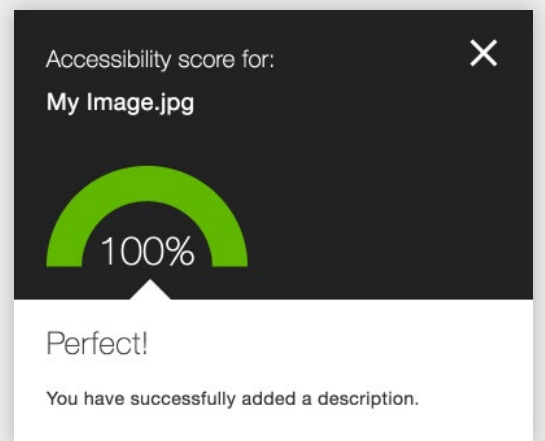 Accessibility score for:
My Image.jpg
100%
Perfect!
You have successfully added a description.